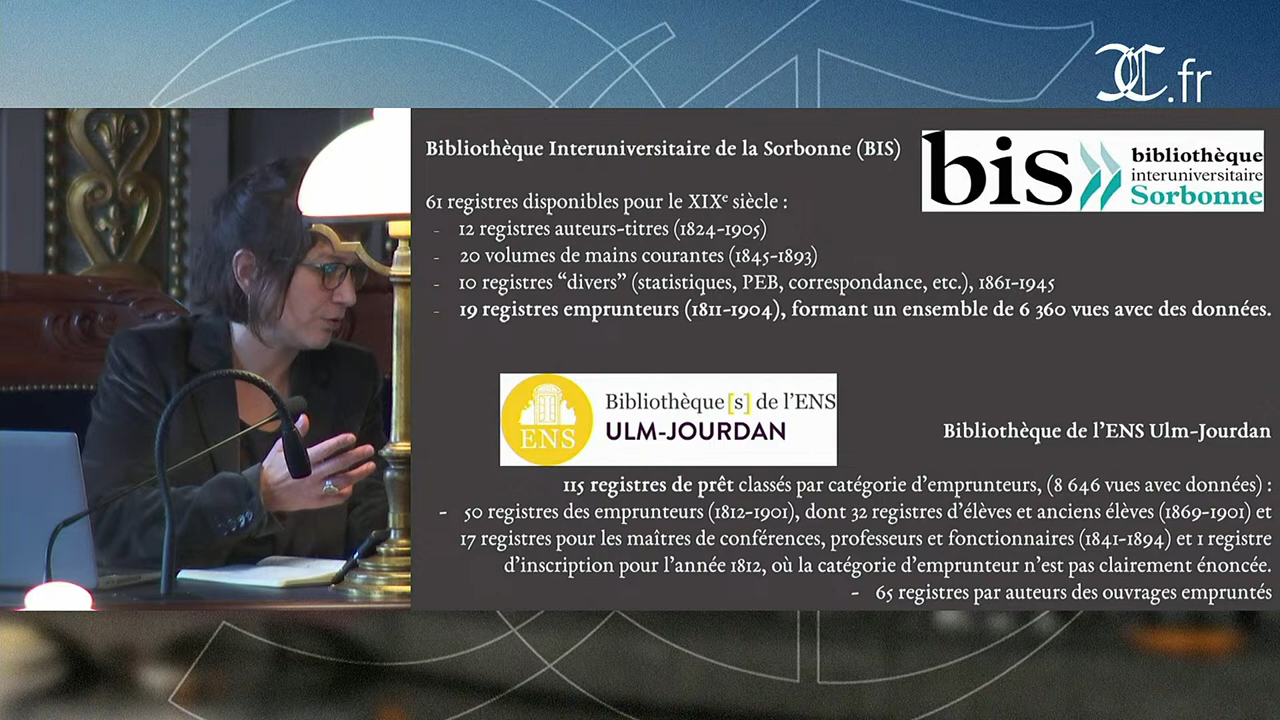 .fr
Bibliothèque Interuniversitaire de la Sorbonne (BIS)
bis
bibliothèque
interuniversitaire
Sorbonne
61 registres disponibles pour le XIXe siècle :
- 12 registres auteurs-titres (1824-1905)
- 20 volumes de mains courantes (1845-1893)
- 10 registres “divers” (statistiques, PEB, correspondance, etc.), 1861-1945
- 19 registres emprunteurs (1811-1904), formant un ensemble de 6 360 vues avec des données.
ENS
Bibliothèque[s] de l'ENS
ULM-JOURDAN
Bibliothèque de l'ENS Ulm-Jourdan
115 registres de prêt classés par catégorie d'emprunteurs, (8 646 vues avec données) :
- 50 registres des emprunteurs (1812-1901), dont 32 registres d'élèves et anciens élèves (1869-1901) et
17 registres pour les maîtres de conférences, professeurs et fonctionnaires (1841-1894) et 1 registre
d'inscription pour l'année 1812, où la catégorie d'emprunteur n'est pas clairement énoncée.
- 65 registres par auteurs des ouvrages empruntés